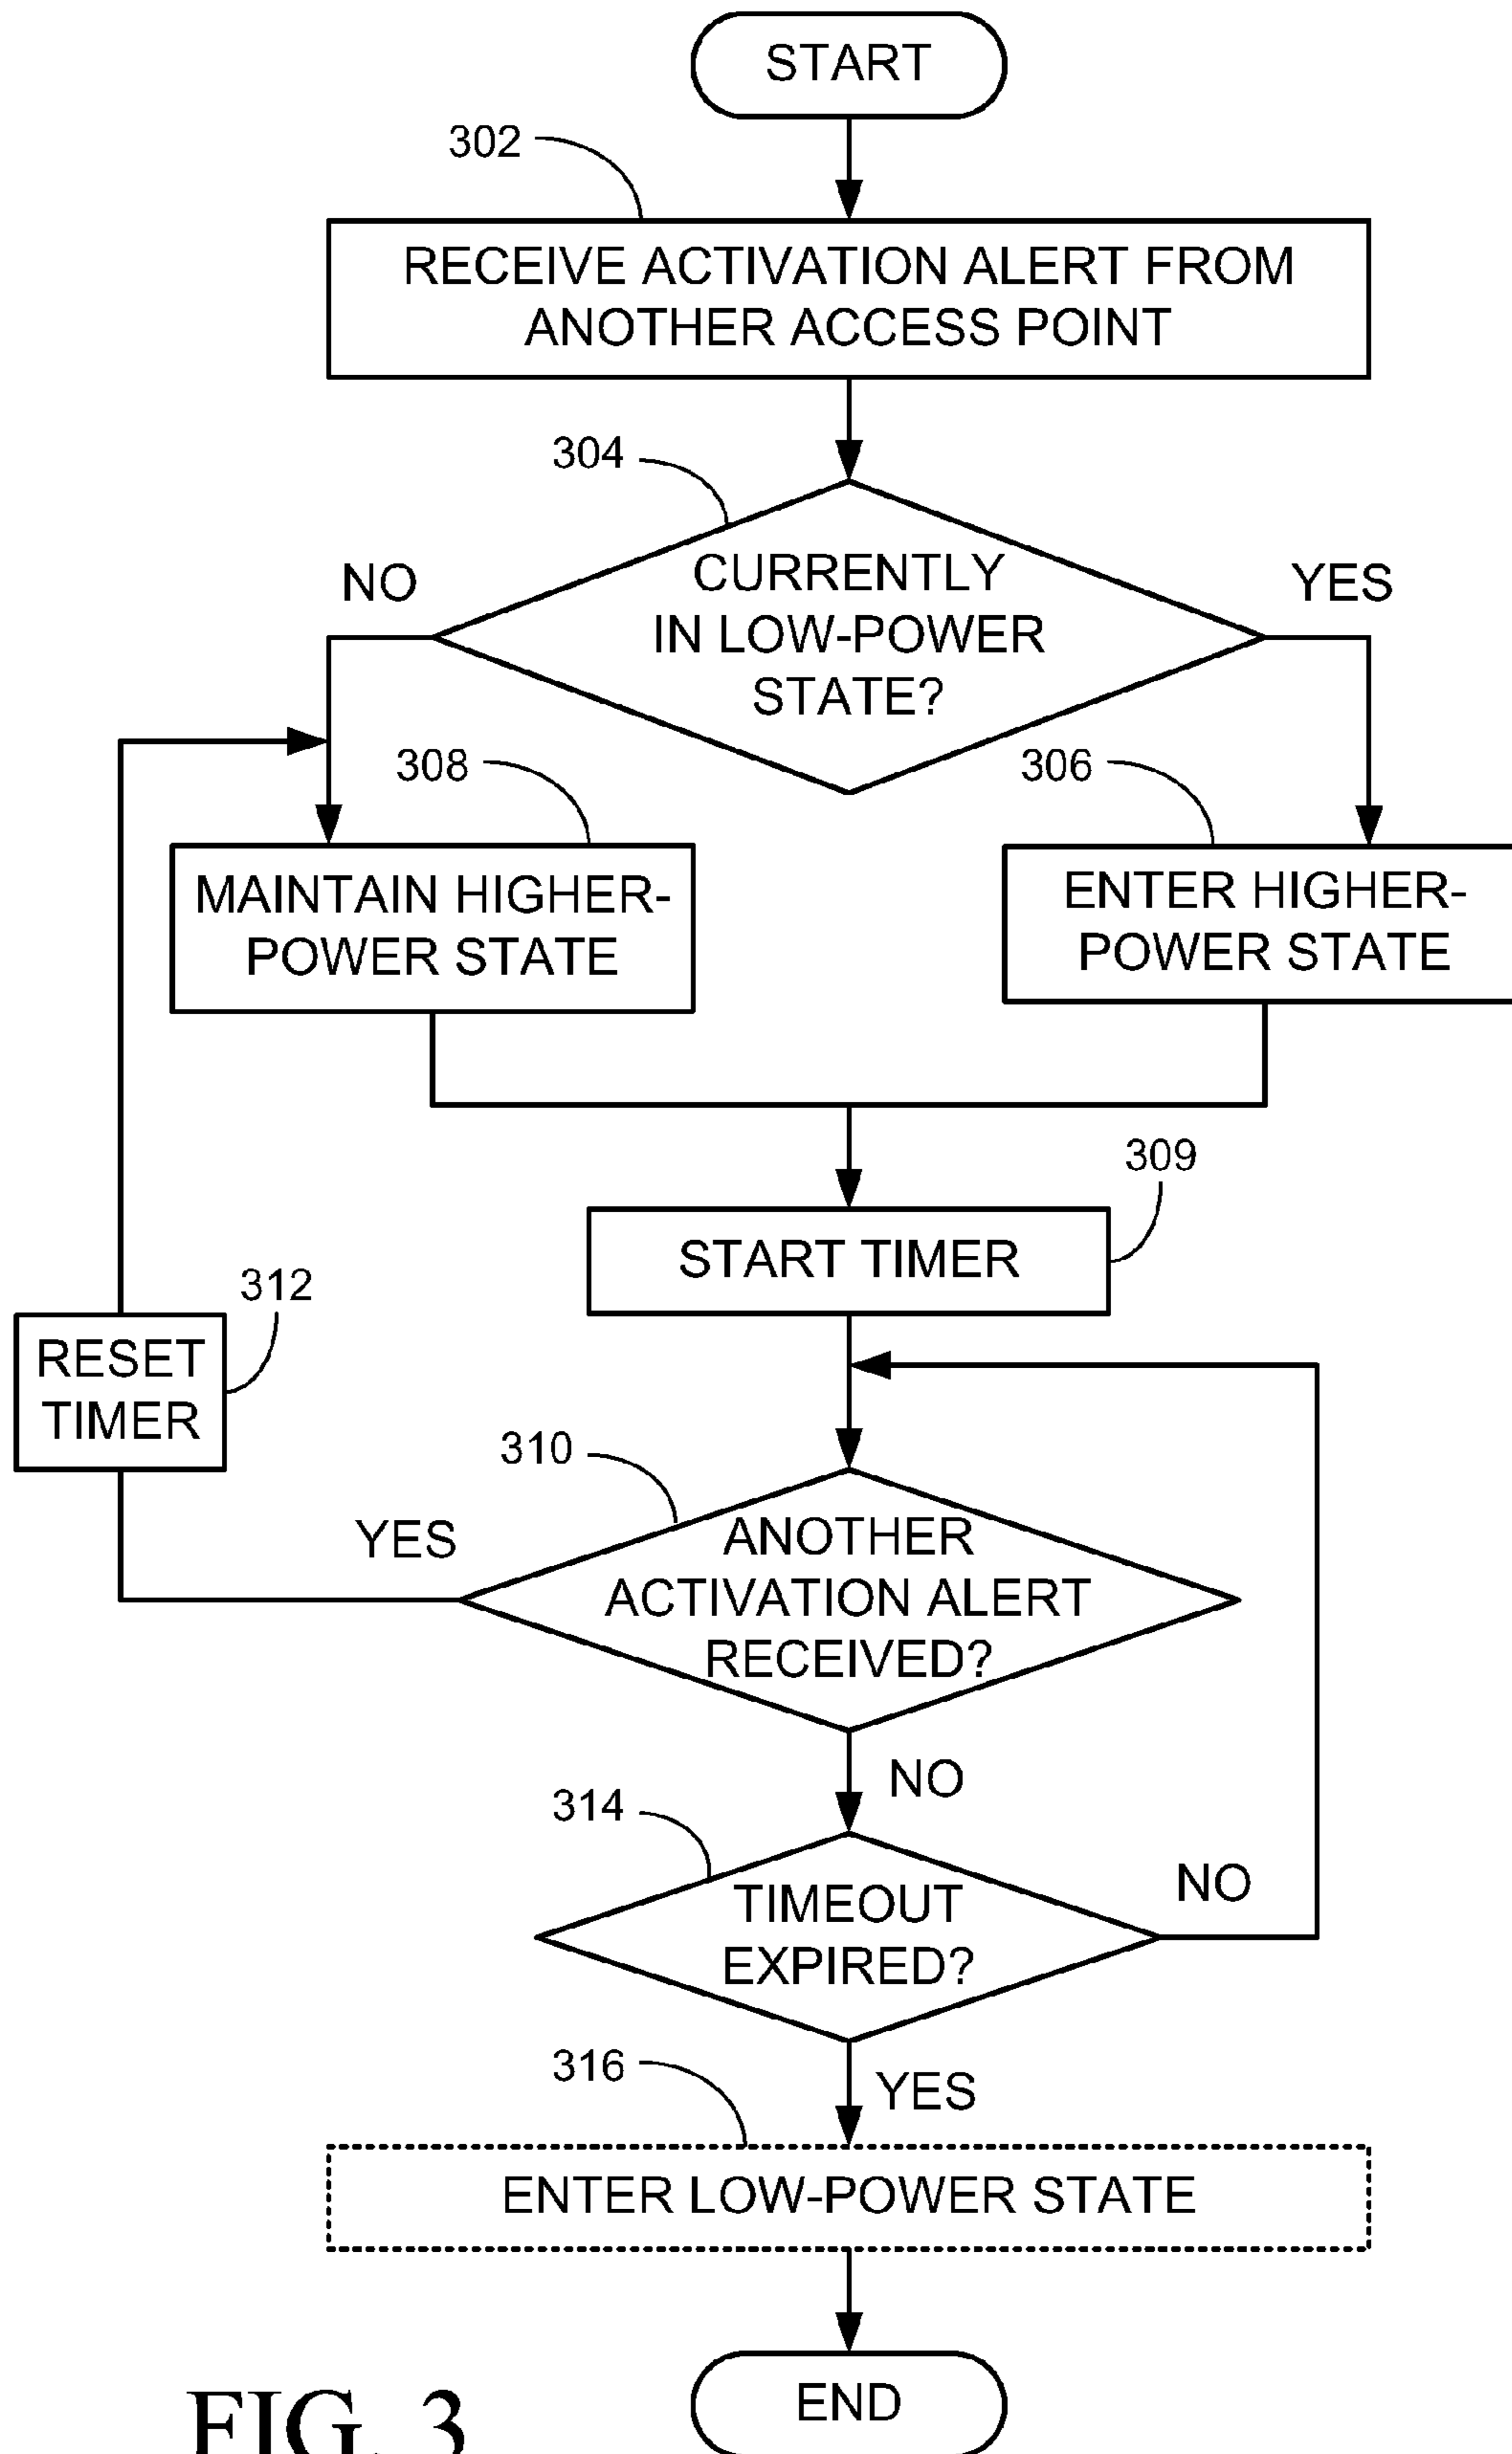 START
302
RECEIVE ACTIVATION ALERT FROM
ANOTHER ACCESS POINT
304
NO
CURRENTLY
IN LOW-POWER
STATE?
YES
308
306
MAINTAIN HIGHER-
POWER STATE
ENTER HIGHER-
POWER STATE
309
START TIMER
312
RESET
TIMER
310
YES
ANOTHER
ACTIVATION ALERT
RECEIVED?
NO
314
NO
TIMEOUT
EXPIRED?
316
YES
ENTER LOW-POWER STATE
END
FIG. 3